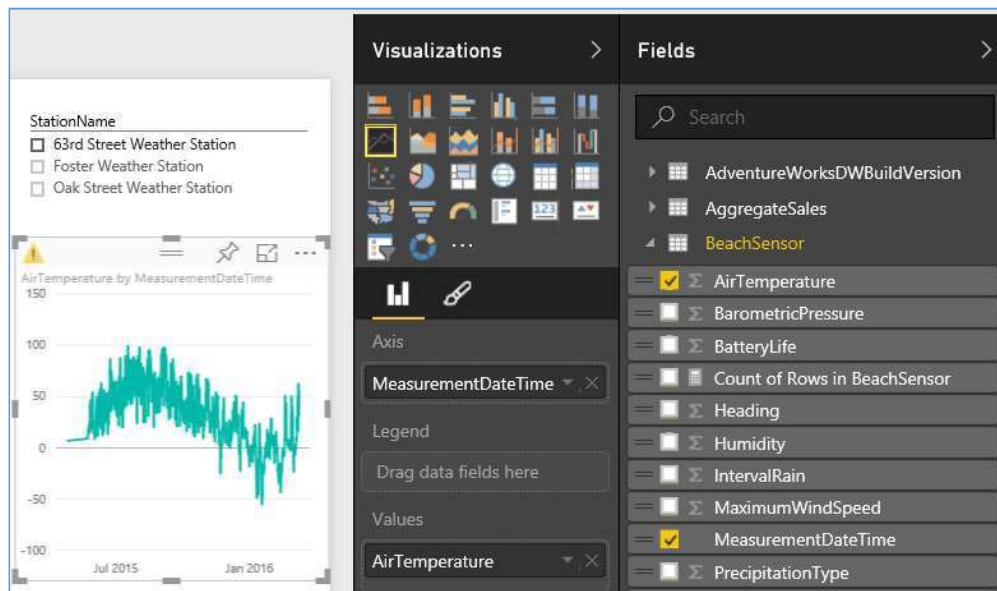 StationName
63rd Street Weather Station
Foster Weather Station
Oak Street Weather Station
AirTemperature by MeasurementDateTime
150
100
50
0
-50
-100
Jul 2015 Jan 2016
Visualizations
123
Axis
MeasurementDateTime
Legend
Drag data fields here
Values
AirTemperature
Fields
Search
AdventureWorksDWBuildVersion
AggregateSales
BeachSensor
AirTemperature
BarometricPressure
BatteryLife
Count of Rows in BeachSensor
Heading
Humidity
IntervalRain
MaximumWindSpeed
MeasurementDateTime
PrecipitationType